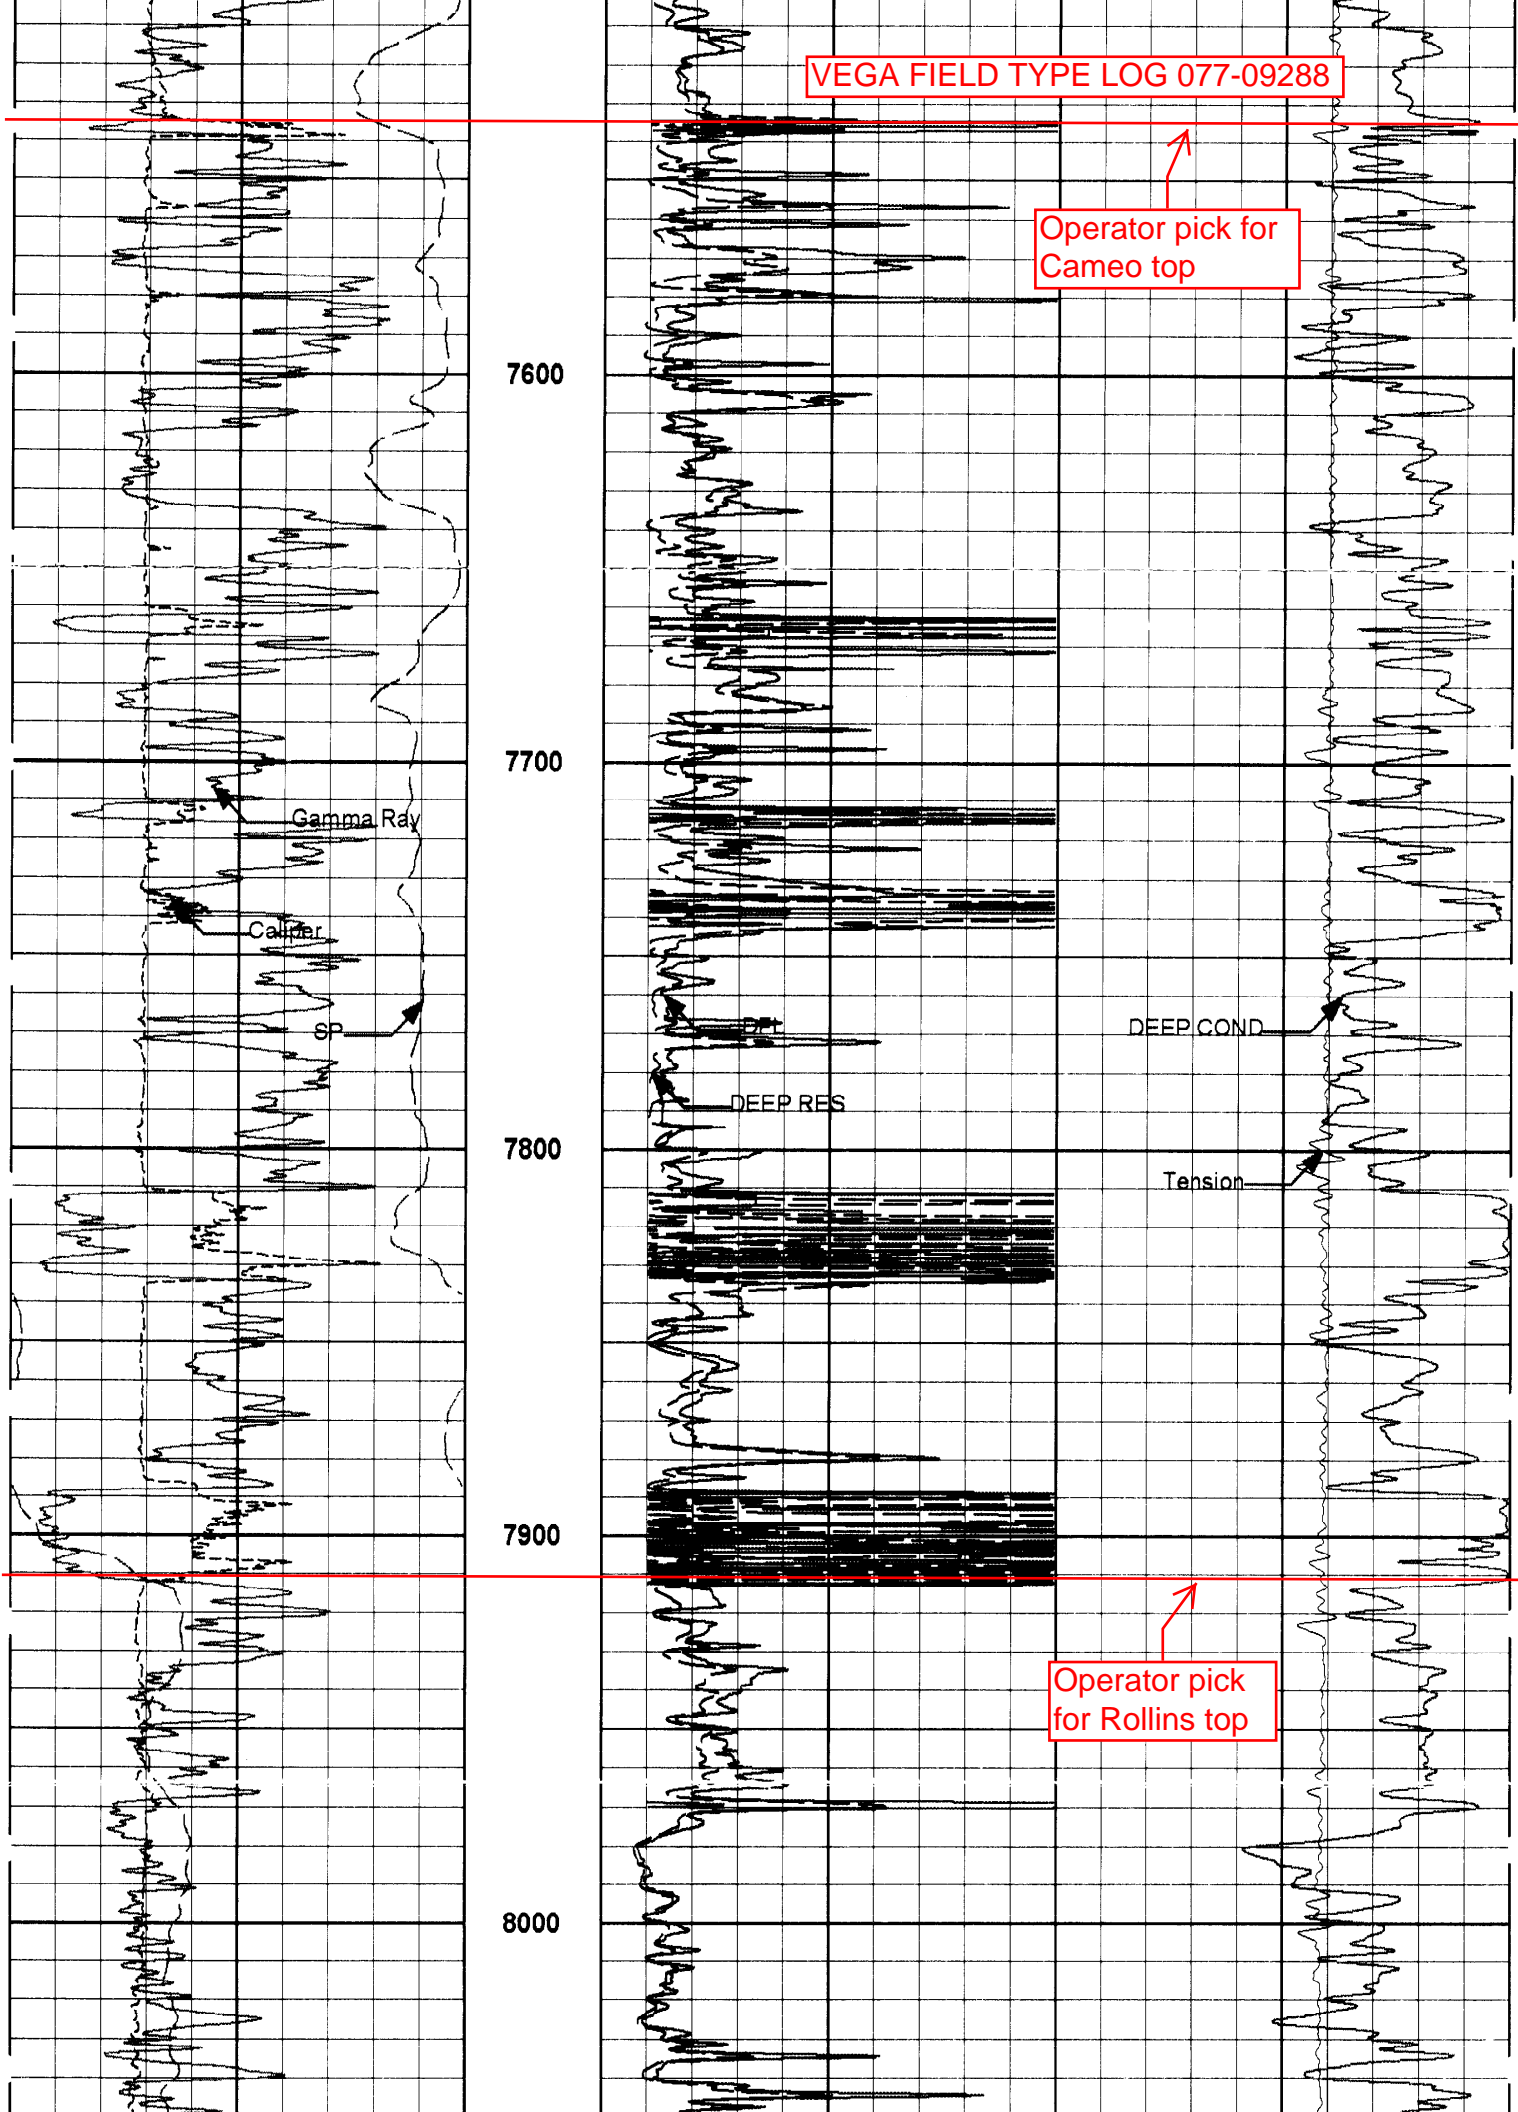 VEGA FIELD TYPE LOG 077-09288
Operator pick for
Cameo top
7600
7700
Gamma Ray
Caliper
SP
DFL
DEEP COND
DEEP RES
7800
Tension
7900
Operator pick
for Rollins top
8000